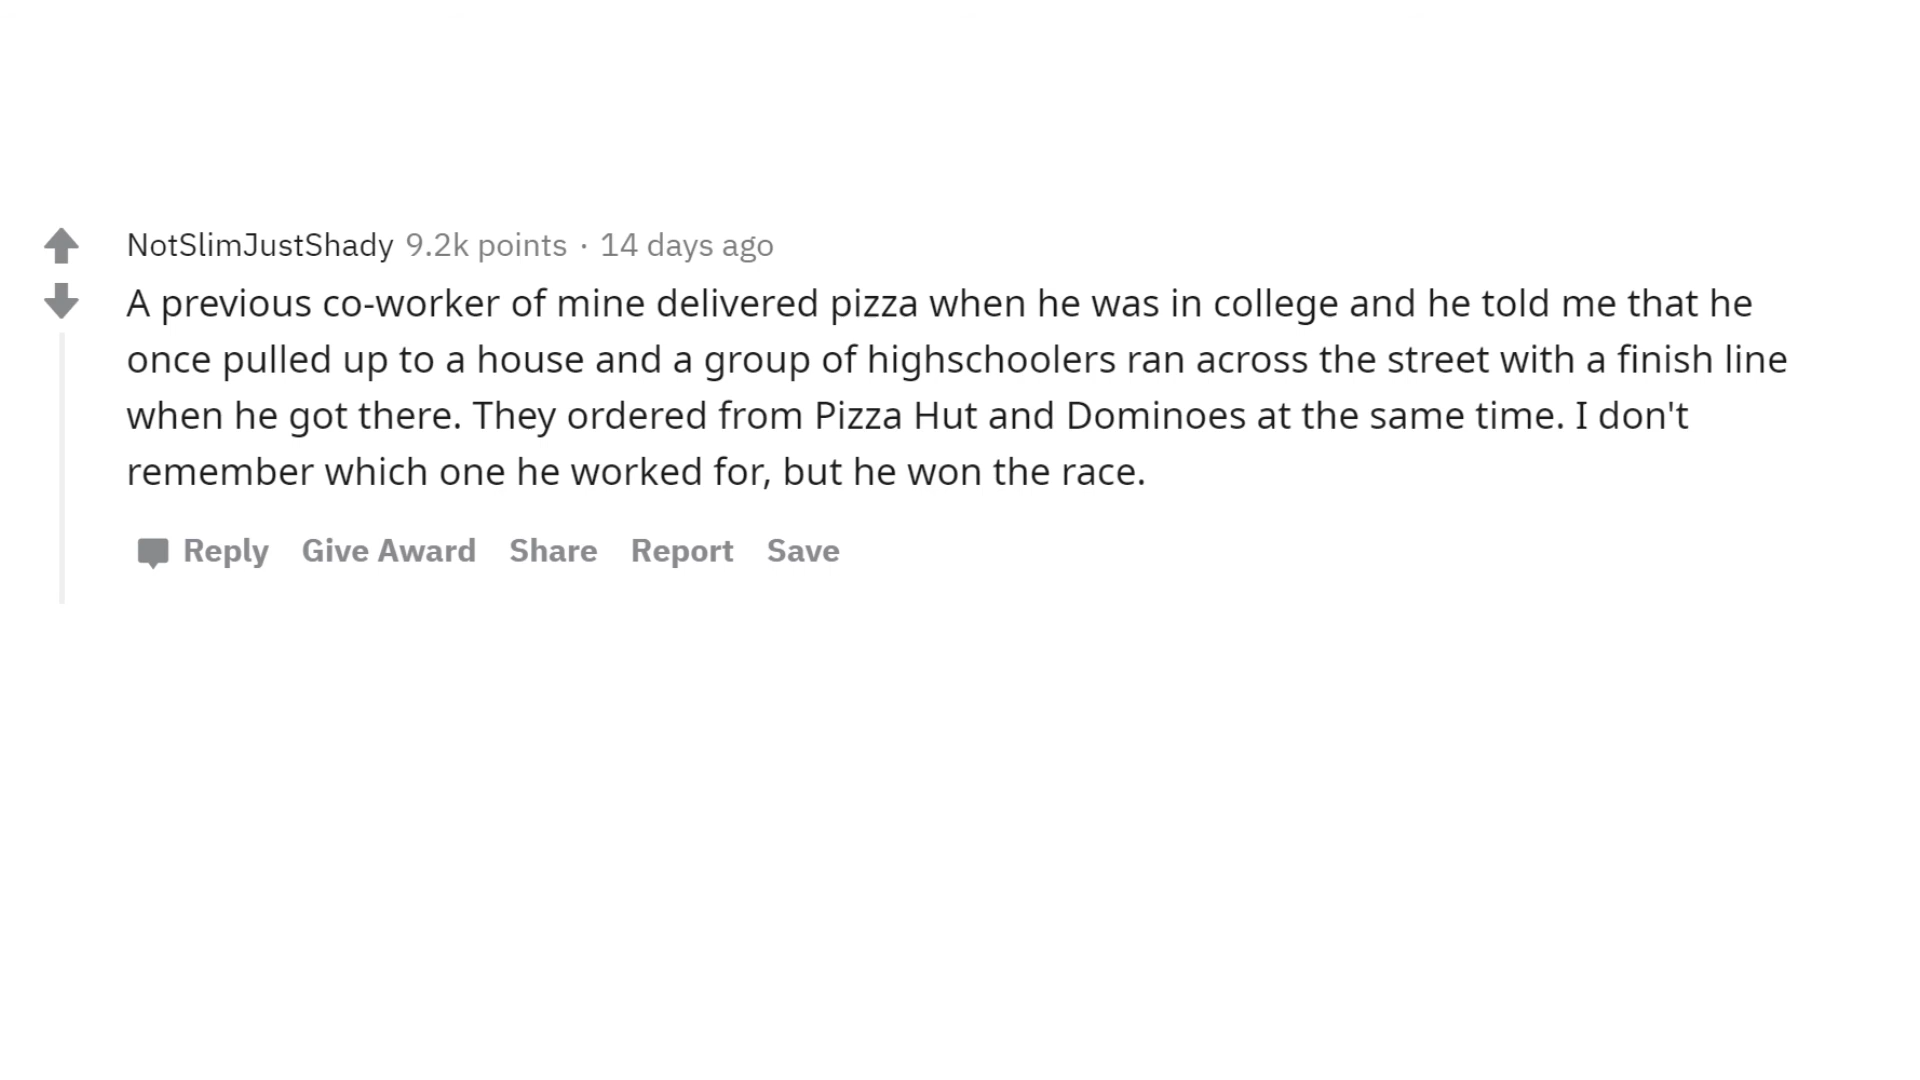 NotSlimJustShady 9.2k points · 14 days ago
A previous co-worker of mine delivered pizza when he was in college and he told me that he
once pulled up to a house and a group of highschoolers ran across the street with a finish line
when he got there. They ordered from Pizza Hut and Dominoes at the same time. I don't
remember which one he worked for, but he won the race.
Reply Give Award Share Report Save